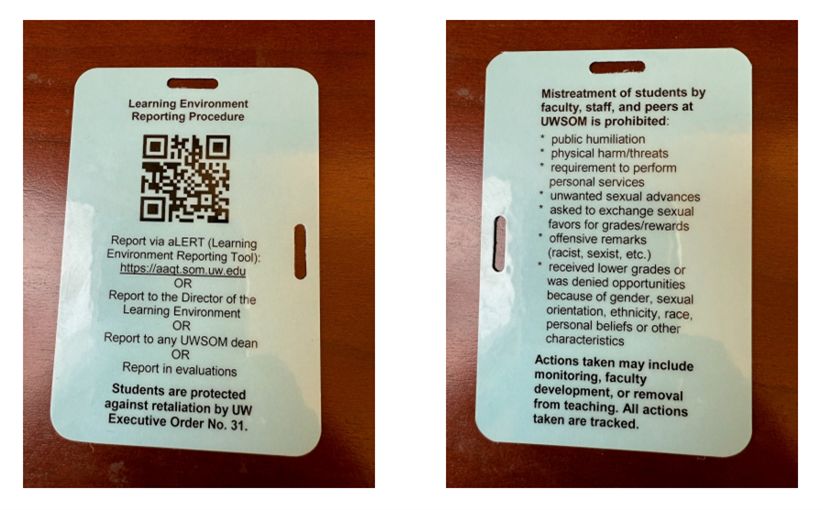 Learning Environment
Reporting Procedure
Report via aLERT (Learning
Environment Reporting Tool):
https://aaqt.som.uw.edu
OR
Report to the Director of the
Learning Environment
OR
Report to any UWSOM dean
OR
Report in evaluations
Students are protected
against retaliation by UW
Executive Order No. 31.
Mistreatment of students by
faculty, staff, and peers at
UWSOM is prohibited:
* public humiliation
* physical harm/threats
* requirement to perform
personal services
* unwanted sexual advances
* asked to exchange sexual
favors for grades/rewards
* offensive remarks
(racist, sexist, etc.)
* received lower grades or
was denied opportunities
because of gender, sexual
orientation, ethnicity, race,
personal beliefs or other
characteristics
Actions taken may include
monitoring, faculty
development, or removal
from teaching. All actions
taken are tracked.